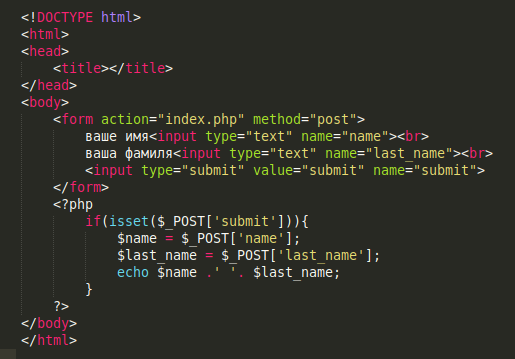 <!DOCTYPE html>
<html>
<head>
    <title></title>
</head>
<body>
    <form action="index.php" method="post">
        ваше имя<input type="text" name="name"><br>
        ваша фамиля<input type="text" name="last_name"><br>
        <input type="submit" value="submit" name="submit">
    </form>
    <?php
        if(isset($_POST['submit'])){
            $name = $_POST['name'];
            $last_name = $_POST['last_name'];
            echo $name .' '. $last_name;
        }
    ?>
</body>
</html>